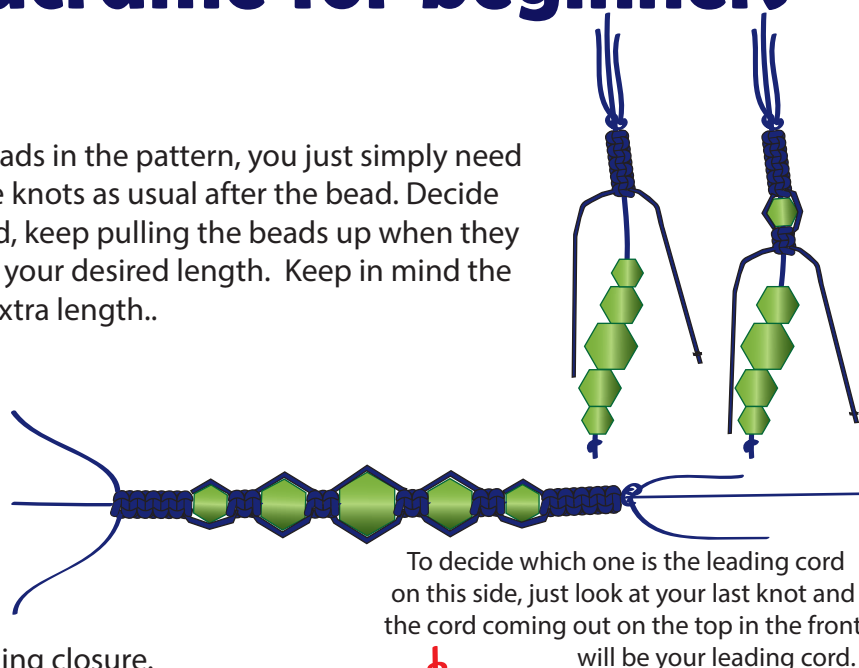 for beginners
ads in the pattern, you just simply need
knots as usual after the bead. Decide
, keep pulling the beads up when they
your desired length.  Keep in mind the
xtra length..
To decide which one is the leading cord
on this side, just look at your last knot and
the cord coming out on the top in the front
will be your leading cord.
ing closure.